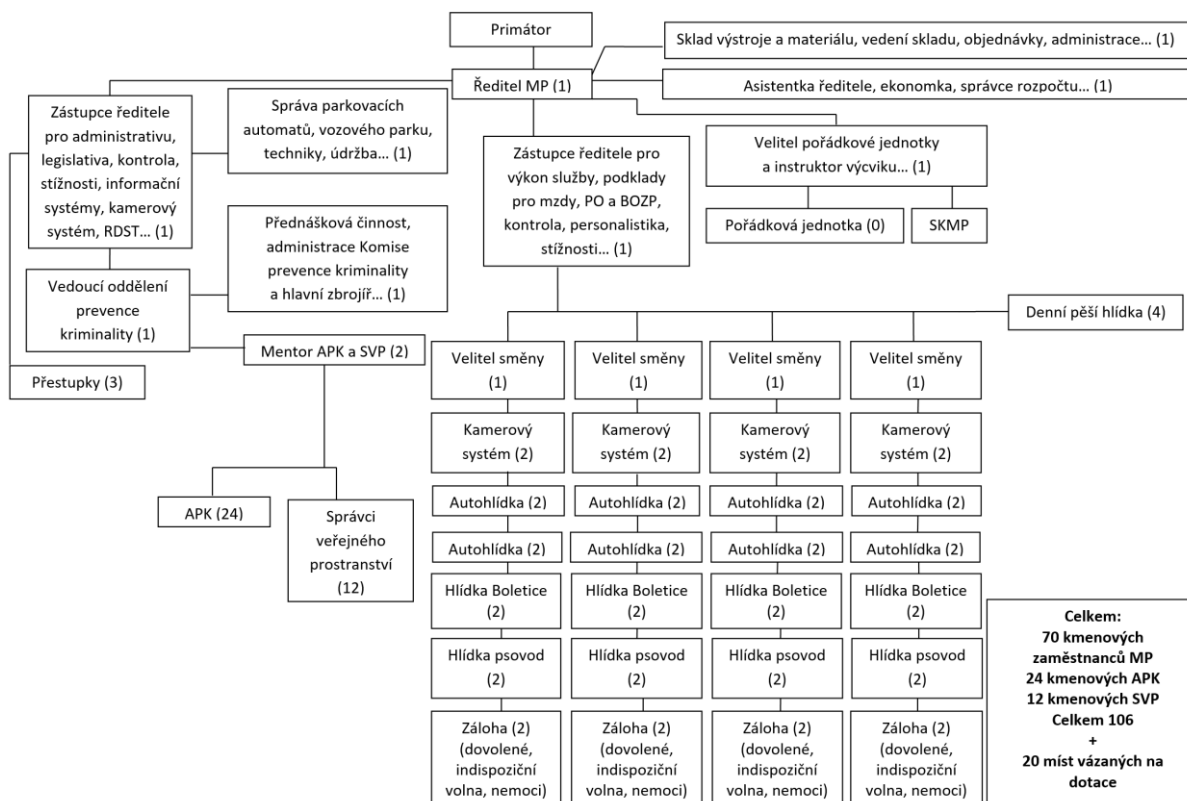 Primátor
Sklad výstroje a materiálu, vedení skladu, objednávky, administrace… (1)
Ředitel MP (1)
Asistentka ředitele, ekonomka, správce rozpočtu… (1)
Zástupce ředitele
pro administrativu,
legislativa, kontrola,
stížnosti, informační
systémy, kamerový
systém, RDST… (1)
Správa parkovacích
automatů, vozového parku,
techniky, údržba… (1)
Zástupce ředitele pro
výkon služby, podklady
pro mzdy, PO a BOZP,
kontrola, personalistika,
stížnosti… (1)
Velitel pořádkové jednotky
a instruktor výcviku… (1)
Pořádková jednotka (0)
SKMP
Přednášková činnost,
administrace Komise
prevence kriminality
a hlavní zbrojíř… (1)
Vedoucí oddělení
prevence
kriminality (1)
Denní pěší hlídka (4)
Mentor APK a SVP (2)
Přestupky (3)
APK (24)
Správci
veřejného
prostranství
(12)
Velitel směny
(1)
Velitel směny
(1)
Velitel směny
(1)
Velitel směny
(1)
Kamerový
systém (2)
Kamerový
systém (2)
Kamerový
systém (2)
Kamerový
systém (2)
Autohlídka (2)
Autohlídka (2)
Autohlídka (2)
Autohlídka (2)
Autohlídka (2)
Autohlídka (2)
Autohlídka (2)
Autohlídka (2)
Hlídka Boletice
(2)
Hlídka Boletice
(2)
Hlídka Boletice
(2)
Hlídka Boletice
(2)
Hlídka psovod
(2)
Hlídka psovod
(2)
Hlídka psovod
(2)
Hlídka psovod
(2)
Záloha (2)
(dovolené,
indispoziční
volna, nemoci)
Záloha (2)
(dovolené,
indispoziční
volna, nemoci)
Záloha (2)
(dovolené,
indispoziční
volna, nemoci)
Záloha (2)
(dovolené,
indispoziční
volna, nemoci)
Celkem:
70 kmenových
zaměstnanců MP
24 kmenových APK
12 kmenových SVP
Celkem 106
+
20 míst vázaných na
dotace